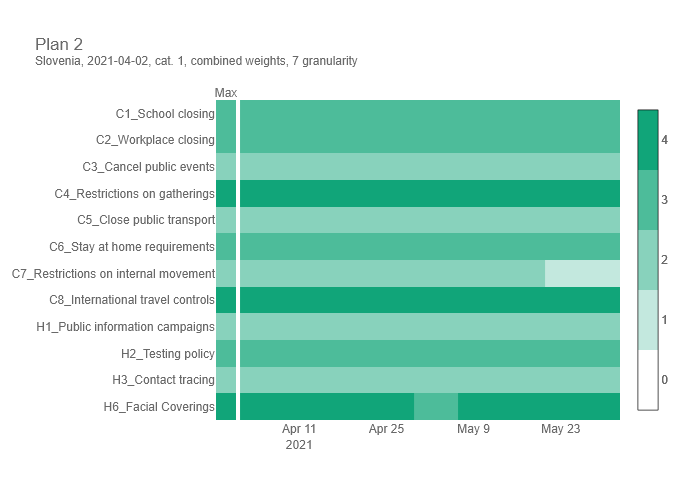 Plan 2
Slovenia, 2021-04-02, cat. 1, combined weights, 7 granularity
Max
C1_School closing
C2_Workplace closing
C3_Cancel public events
C4_Restrictions on gatherings
C5_Close public transport
C6_Stay at home requirements
C7_Restrictions on internal movement
C8_International travel controls
H1_Public information campaigns
H2_Testing policy
H3_Contact tracing
H6_Facial Coverings
Apr 11 Apr 25 May 9 May 23
2021
4
3
2
1
0